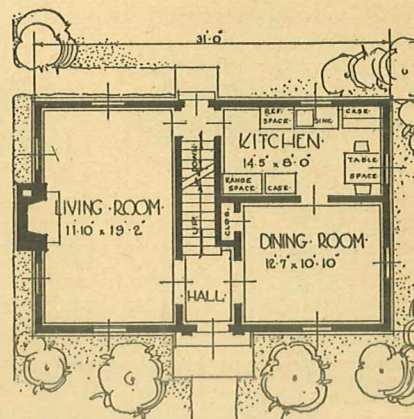 31'-0"
REF. SPACE
SINK
CASE
KITCHEN
14'5" x 8'-0"
TABLE SPACE
RANGE SPACE
CASE
DOWN
UP
CLOS.
LIVING · ROOM·
11'-10" x 19'-2"
DINING · ROOM·
12'-7" x 10'-10"
HALL